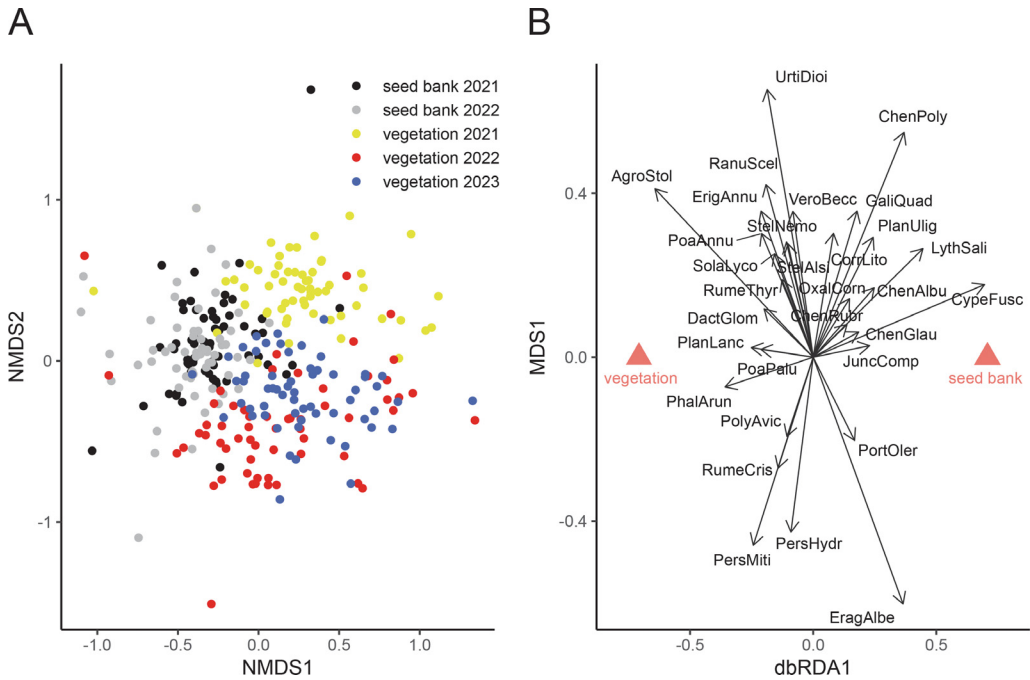 A
seed bank 2021
seed bank 2022
vegetation 2021
vegetation 2022
vegetation 2023
1
0
-1
NMDS2
-1.0
-0.5
0.0
0.5
1.0
NMDS1
B
UrtiDioi
ChenPoly
RanuScel
AgroStol
ErigAnnu
VeroBecc
GaliQuad
StelNemo
PlanUlig
PoaAnnu
LythSali
SolaLyco
StelAlsi
CorrLito
RumeThyr
OxalCorn
ChenAlbu
CypeFusc
DactGlom
ChenRubr
ChenGlau
PlanLanc
JuncComp
PoaPalu
vegetation
seed bank
PhalArun
PolyAvic
PortOler
RumeCris
PersHydr
PersMiti
EragAlbe
0.4
0.0
-0.4
MDS1
-0.5
0.0
0.5
dbRDA1